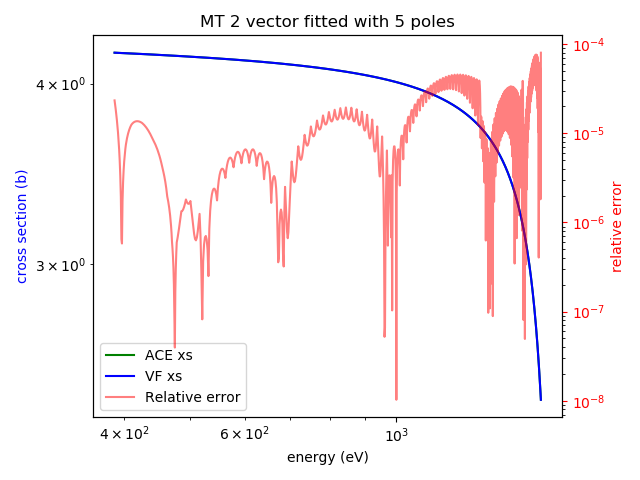 MT 2 vector fitted with 5 poles
cross section (b)
4 × 10⁰
3 × 10⁰
10⁻⁴
10⁻⁵
10⁻⁶
10⁻⁷
10⁻⁸
relative error
ACE xs
VF xs
Relative error
4 × 10²
6 × 10²
10³
energy (eV)